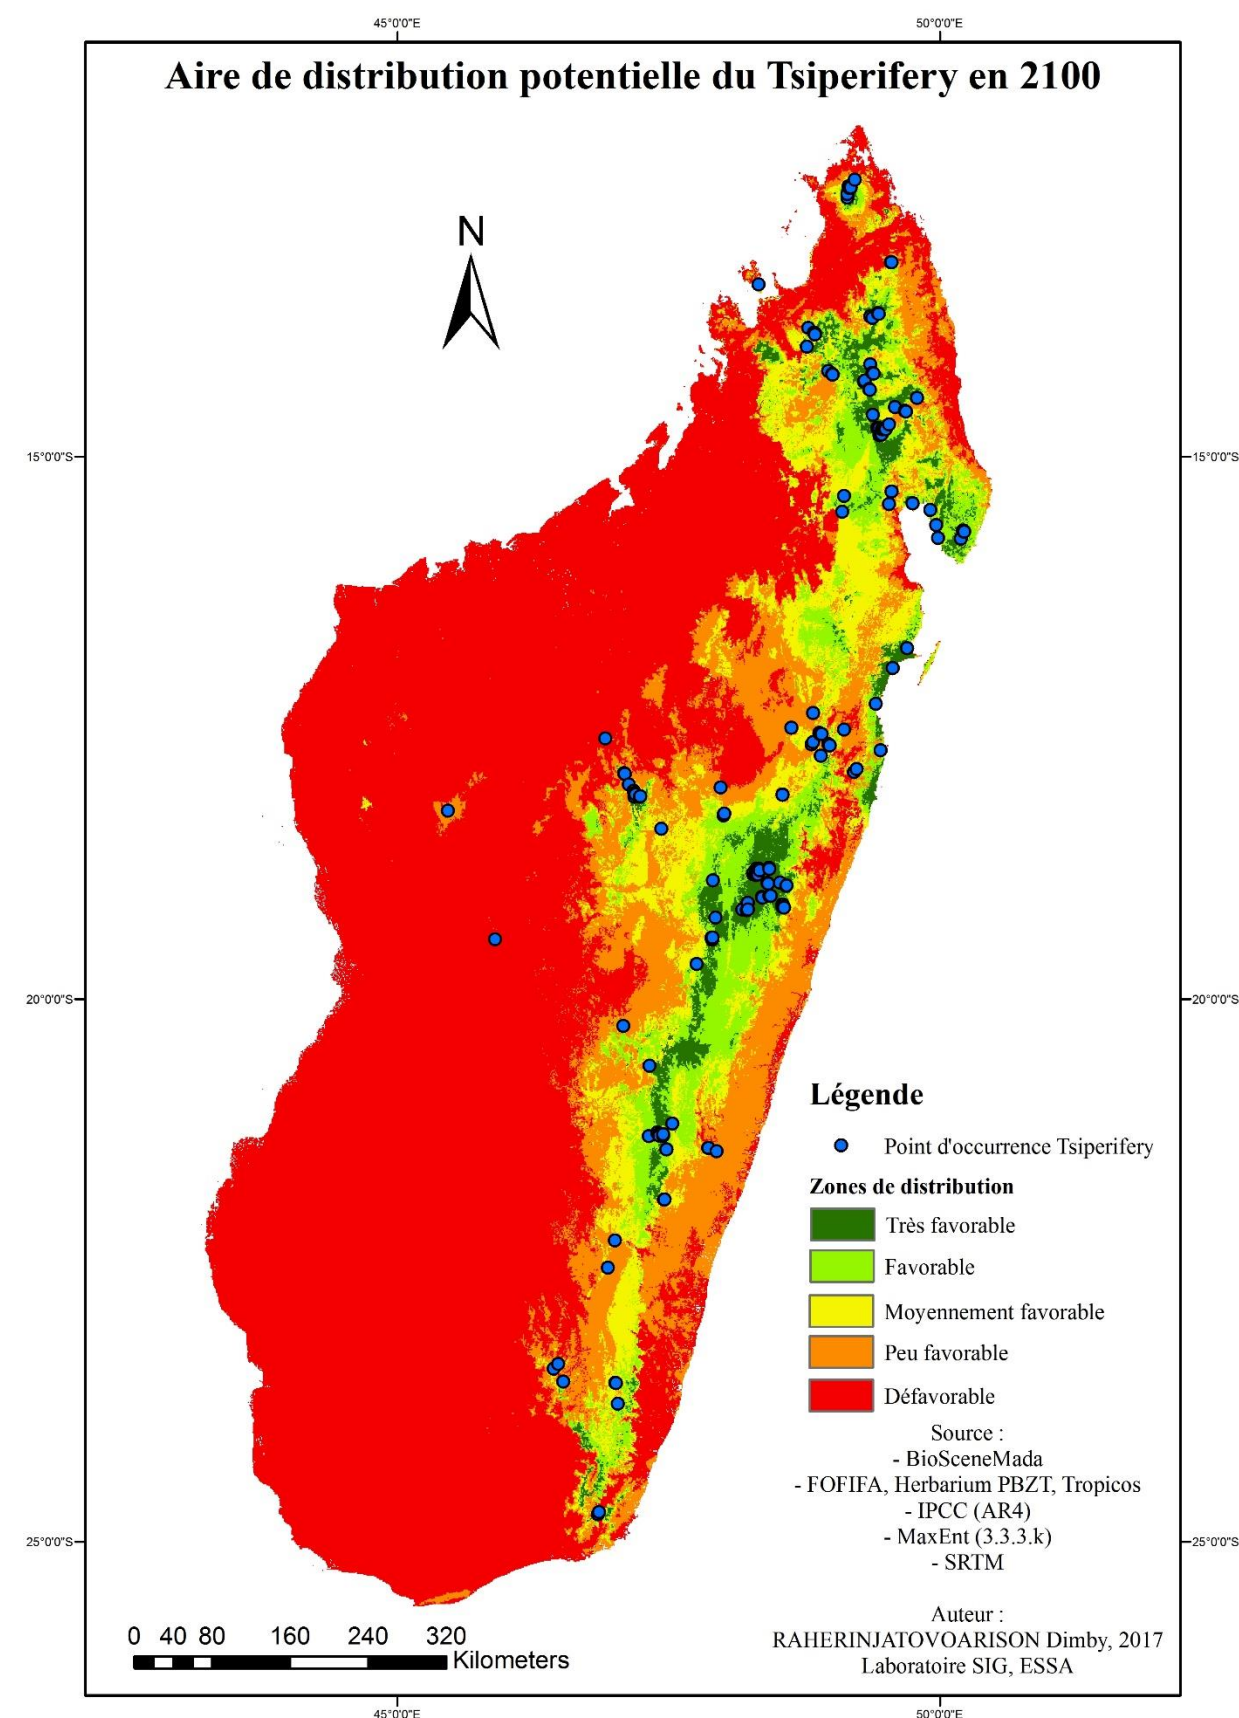 45°0'0"E 50°0'0"E
Aire de distribution potentielle du Tsiperifery en 2100
N
15°0'0"S 15°0'0"S
20°0'0"S 20°0'0"S
Légende
Point d'occurrence Tsiperifery
Zones de distribution
Très favorable
Favorable
Moyennement favorable
Peu favorable
Défavorable
Source :
- BioSceneMada
- FOFIFA, Herbarium PBZT, Tropicos
- IPCC (AR4)
- MaxEnt (3.3.3.k)
- SRTM
25°0'0"S 25°0'0"S
Auteur :
RAHERINJATOVOARISON Dimby, 2017
Laboratoire SIG, ESSA
0 40 80 160 240 320
Kilometers
45°0'0"E 50°0'0"E